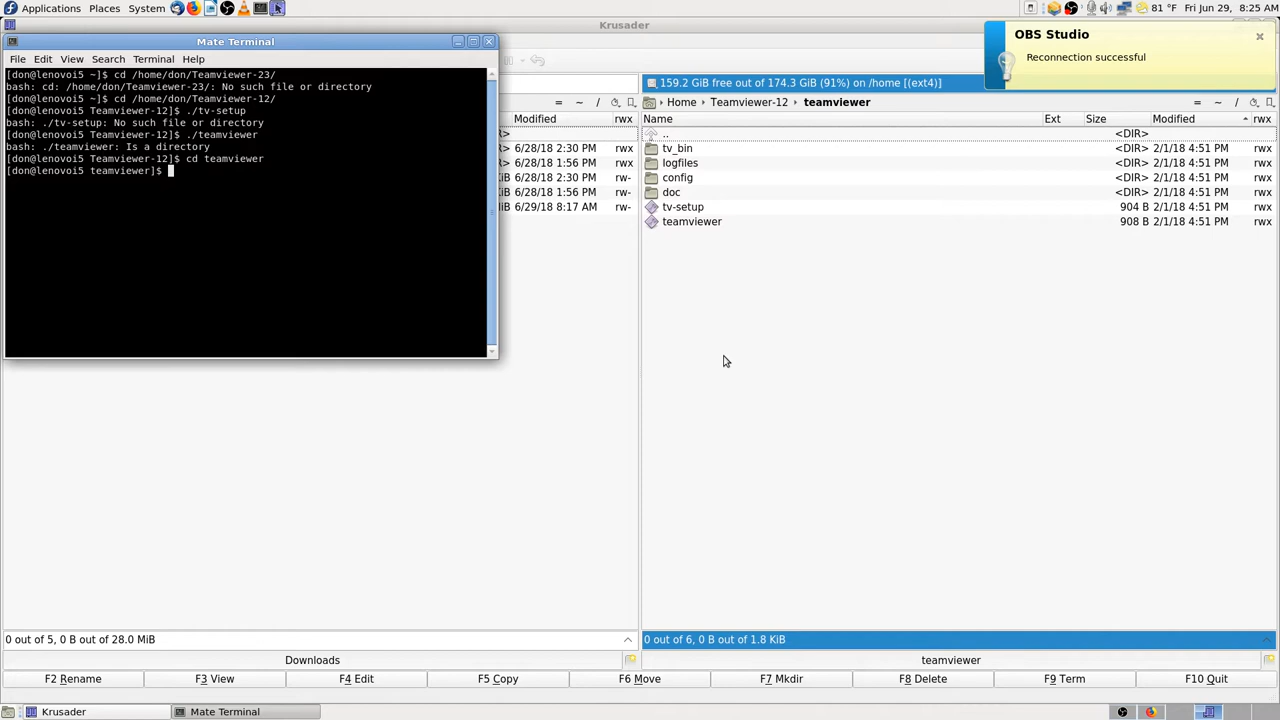 Applications Places System 81 °F Fri Jun 29, 8:25 AM
Krusader
Mate Terminal
File Edit View Search Terminal Help
[don@lenovoi5 ~]$ cd /home/don/Teamviewer-23/
bash: cd: /home/don/Teamviewer-23/: No such file or directory
[don@lenovoi5 ~]$ cd /home/don/Teamviewer-12/
[don@lenovoi5 Teamviewer-12]$ ./tv-setup
bash: ./tv-setup: No such file or directory
[don@lenovoi5 Teamviewer-12]$ ./teamviewer
bash: ./teamviewer: Is a directory
[don@lenovoi5 Teamviewer-12]$ cd teamviewer
[don@lenovoi5 teamviewer]$
Modified rwx
R>
R> 6/28/18 2:30 PM rwx
R> 6/28/18 1:56 PM rwx
KiB 6/28/18 2:30 PM rw-
KiB 6/28/18 1:56 PM rw-
MiB 6/29/18 8:17 AM rw-
OBS Studio
Reconnection successful
159.2 GiB free out of 174.3 GiB (91%) on /home [(ext4)]
Home › Teamviewer-12 › teamviewer = ~ /
Name Ext Size Modified rwx
.. <DIR>
tv_bin <DIR> 2/1/18 4:51 PM rwx
logfiles <DIR> 2/1/18 4:51 PM rwx
config <DIR> 2/1/18 4:51 PM rwx
doc <DIR> 2/1/18 4:51 PM rwx
tv-setup 904 B 2/1/18 4:51 PM rwx
teamviewer 908 B 2/1/18 4:51 PM rwx
0 out of 5, 0 B out of 28.0 MiB
0 out of 6, 0 B out of 1.8 KiB
Downloads
teamviewer
F2 Rename F3 View F4 Edit F5 Copy F6 Move F7 Mkdir F8 Delete F9 Term F10 Quit
Krusader Mate Terminal